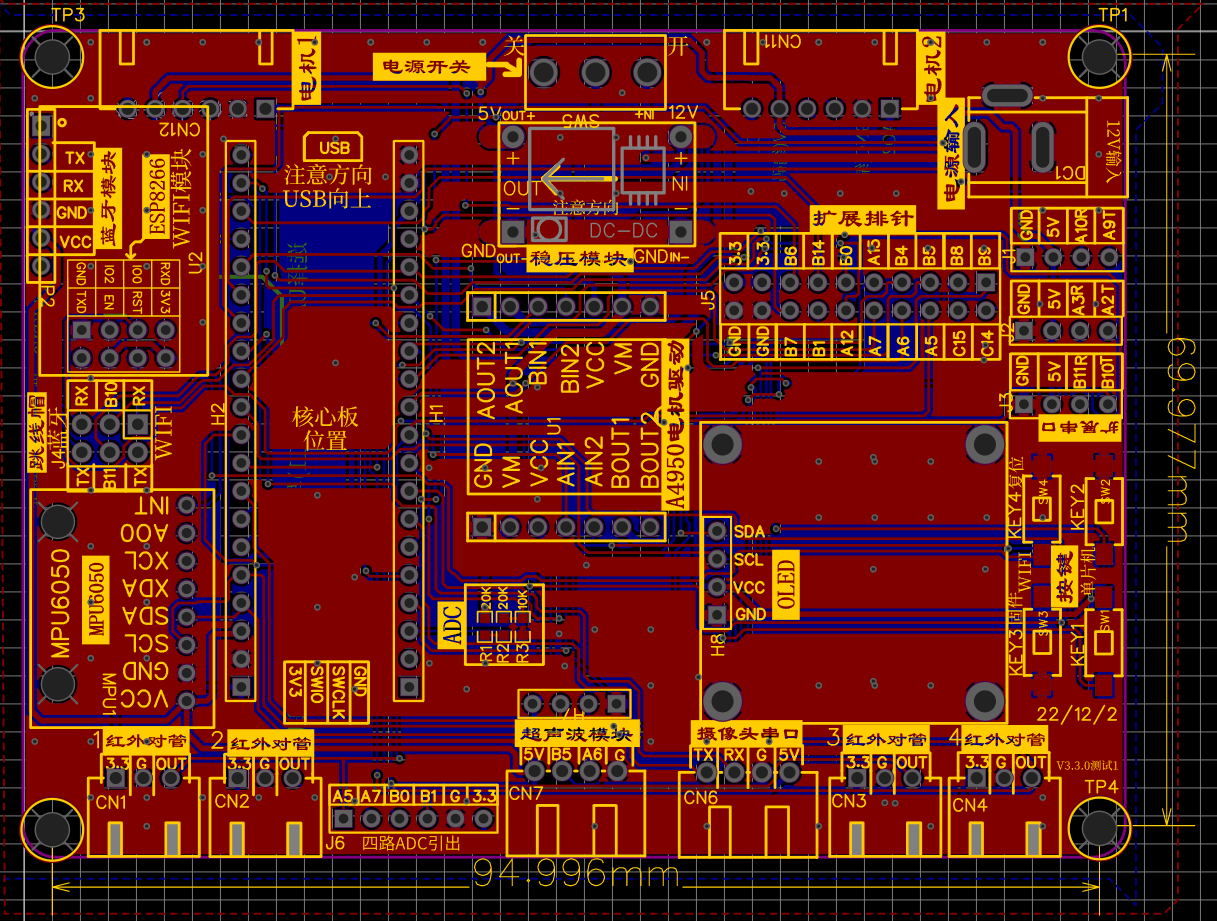 TP3
TP1
电机1
电源开关
关
开
CN11
电机2
CN12
5VOUT+
SW5
IN+
12V
电源输入
12V输入
DC1
USB
注意方向
USB向上
TX
RX
GND
VCC
蓝牙模块
ESP8266
WIFI模块
U2
P2
GND IO2 IO0 RXD
TXD EN RST 3V3
+
+
OUT
IN
注意方向
DC-DC
GNDOUT-
稳压模块
GNDIN-
扩展排针
3.3 3.3 B6 B14 B0 A15 B4 B5 B8 B9
J5
GND GND B7 B1 A12 A7 A6 A5 C15 C14
GND 5V A10R A9T
J1
GND 5V A3R A2T
J2
GND 5V B11R B10T
J3
扩展串口
GND AOUT2
VM AOUT1
VCC BIN1
AIN1 BIN2
AIN2 VCC
BOUT1 VM
BOUT2 GND
U1
A4950电机驱动
H2
H1
核心板
位置
RX B10 RX
跳线帽
J4蓝牙
WIFI
TX B11 TX
MPU6050
MPU6050
INT
AO0
XCL
XDA
SDA
SCL
GND
VCC
MPU1
ADC
20K
20K
10K
R1
R2
R3
SDA
SCL
VCC
GND
OLED
H8
KEY4复位
SW4
KEY2
SW2
固件WIFI
按键
单片机
KEY3
SW3
KEY1
SW1
3V3
SWIO
SWCLK
GND
22/12/2
V3.3.0测试1
1 红外对管
3.3 G OUT
CN1
2 红外对管
3.3 G OUT
CN2
超声波模块
5V B5 A6 G
CN7
摄像头串口
TX RX G 5V
CN6
3 红外对管
3.3 G OUT
CN3
4 红外对管
3.3 G OUT
CN4
TP4
A5 A7 B0 B1 G 3.3
J6 四路ADC引出
94.996mm
69.977mm